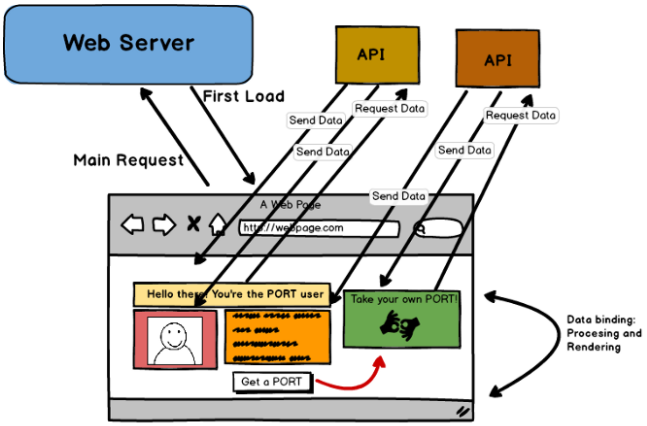 Web Server
API
API
First Load
Request Data
Request Data
Send Data
Send Data
Send Data
Main Request
Send Data
A Web Page
http://webpage.com
Hello there! You're the PORT user
Take your own PORT!
Data binding:
Procesing and
Rendering
Get a PORT